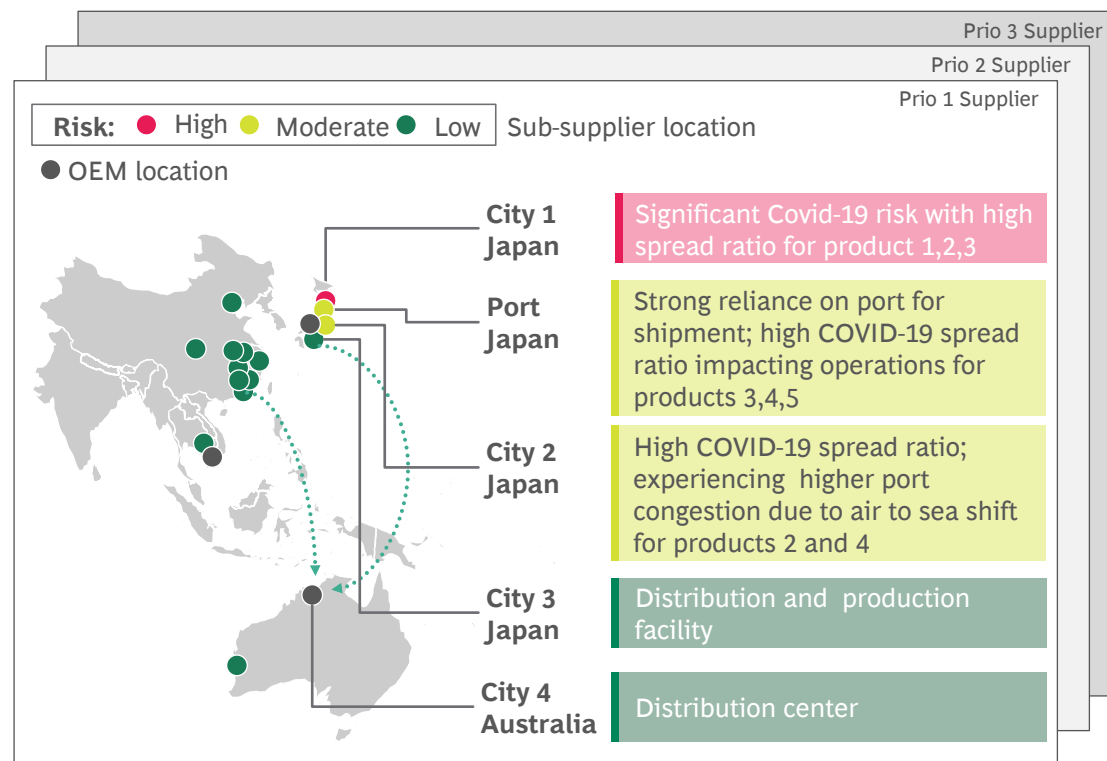 Prio 3 Supplier
Prio 2 Supplier
Prio 1 Supplier
Risk: High Moderate Low Sub-supplier location
OEM location
City 1
Japan
Significant Covid-19 risk with high
spread ratio for product 1,2,3
Port
Japan
Strong reliance on port for
shipment; high COVID-19 spread
ratio impacting operations for
products 3,4,5
City 2
Japan
High COVID-19 spread ratio;
experiencing higher port
congestion due to air to sea shift
for products 2 and 4
City 3
Japan
Distribution and production
facility
City 4
Australia
Distribution center